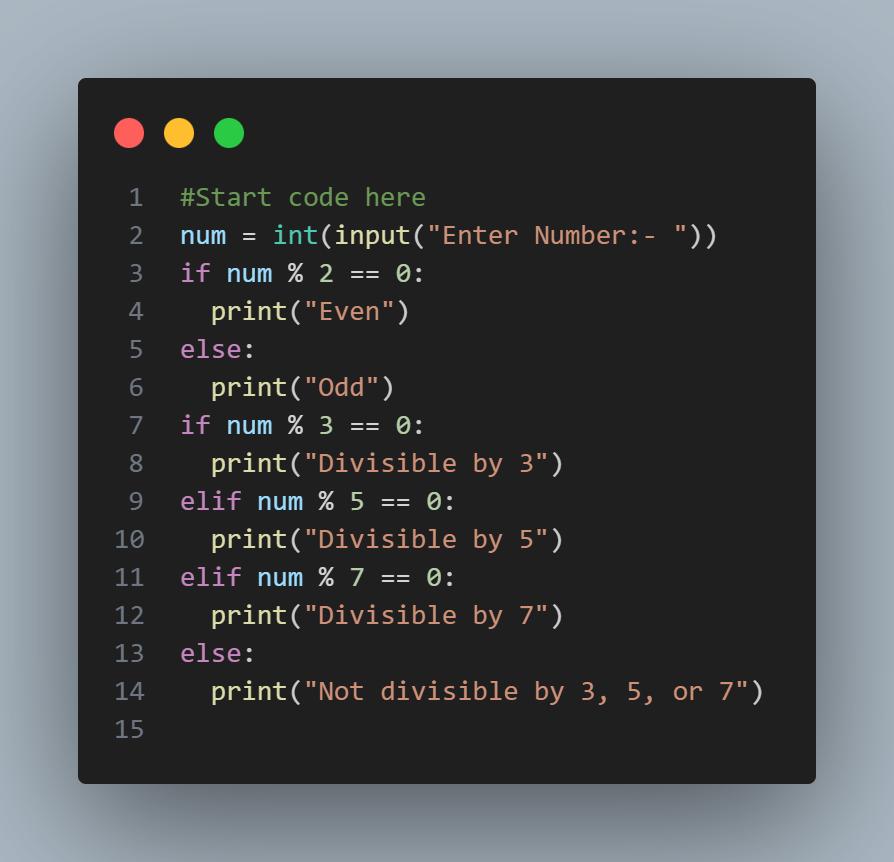 1 #Start code here
2 num = int(input("Enter Number:- "))
3 if num % 2 == 0:
4   print("Even")
5 else:
6   print("Odd")
7 if num % 3 == 0:
8   print("Divisible by 3")
9 elif num % 5 == 0:
10   print("Divisible by 5")
11 elif num % 7 == 0:
12   print("Divisible by 7")
13 else:
14   print("Not divisible by 3, 5, or 7")
15